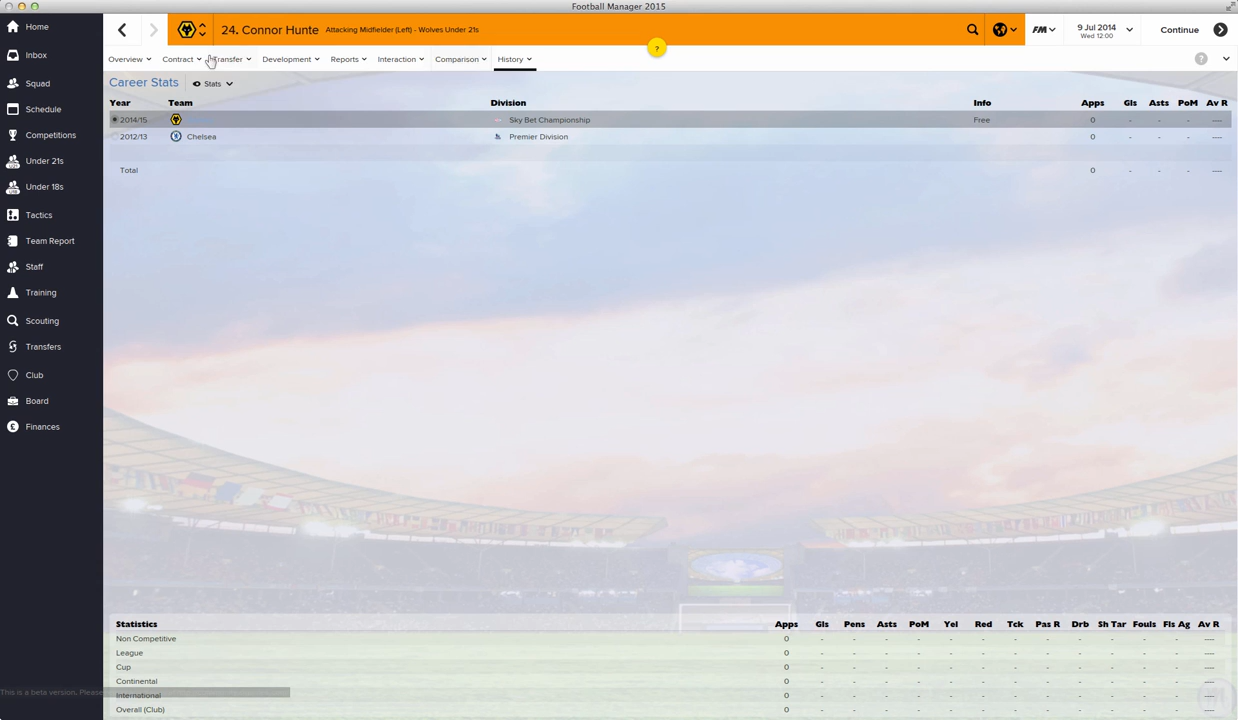 Football Manager 2015
Home
24. Connor Hunte Attacking Midfielder (Left) - Wolves Under 21s
FM
9 Jul 2014
Wed 12:00
Continue
?
Inbox
Overview Contract Transfer Development Reports Interaction Comparison History ?
Career Stats Stats
Squad
Schedule
Competitions
Under 21s
Under 18s
Tactics
Team Report
Staff
Training
Scouting
Transfers
Club
Board
Finances
Year Team Division Info Apps Gls Asts PoM Av R
2014/15 Sky Bet Championship Free 0 - - - ---
2012/13 Chelsea Premier Division 0 - - - ---
Total 0 - - - ---
Statistics Apps Gls Pens Asts PoM Yel Red Tck Pas R Drb Sh Tar Fouls Fls Ag Av R
Non Competitive 0 - - - - - - - - - - - - ---
League 0 - - - - - - - - - - - - ---
Cup 0 - - - - - - - - - - - - ---
Continental 0 - - - - - - - - - - - - ---
This is a beta version. Please
International 0 - - - - - - - - - - - - ---
Overall (Club) 0 - - - - - - - - - - - - ---